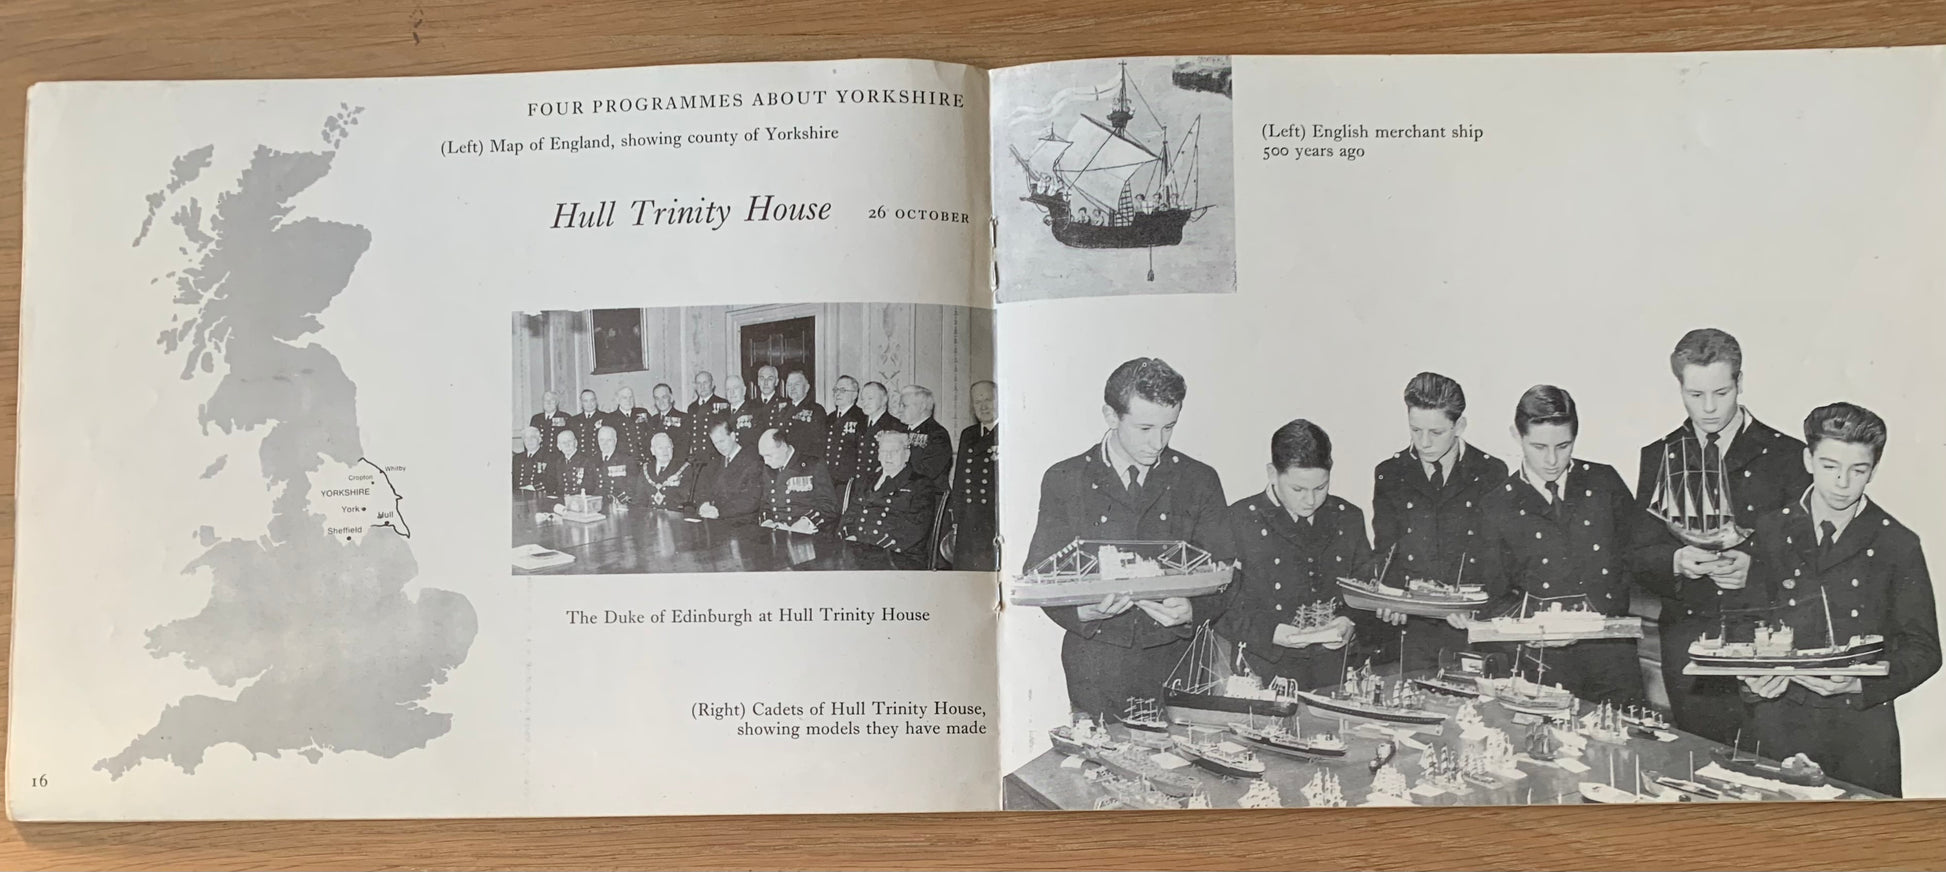 FOUR PROGRAMMES ABOUT YORKSHIRE
(Left) Map of England, showing county of Yorkshire
Hull Trinity House 26 OCTOBER
Whitby
Cropton
YORKSHIRE
York
Hull
Sheffield
The Duke of Edinburgh at Hull Trinity House
(Right) Cadets of Hull Trinity House,
showing models they have made
16
(Left) English merchant ship
500 years ago